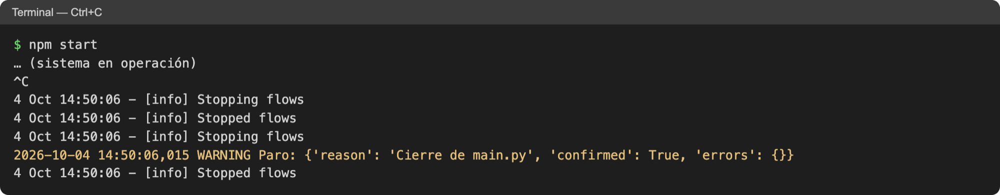 Terminal — Ctrl+C
$ npm start
… (sistema en operación)
^C
4 Oct 14:50:06 – [info] Stopping flows
4 Oct 14:50:06 – [info] Stopped flows
4 Oct 14:50:06 – [info] Stopping flows
2026-10-04 14:50:06,015 WARNING Paro: {'reason': 'Cierre de main.py', 'confirmed': True, 'errors': {}}
4 Oct 14:50:06 – [info] Stopped flows